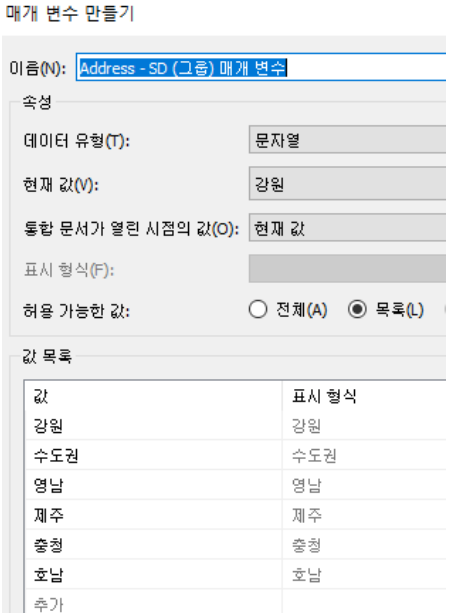 매개 변수 만들기
이름(N): Address - SD (그룹) 매개 변수
속성
데이터 유형(T): 문자열
현재 값(V): 강원
통합 문서가 열린 시점의 값(O): 현재 값
표시 형식(F):
허용 가능한 값: 전체(A) 목록(L)
값 목록
값 표시 형식
강원 강원
수도권 수도권
영남 영남
제주 제주
충청 충청
호남 호남
추가